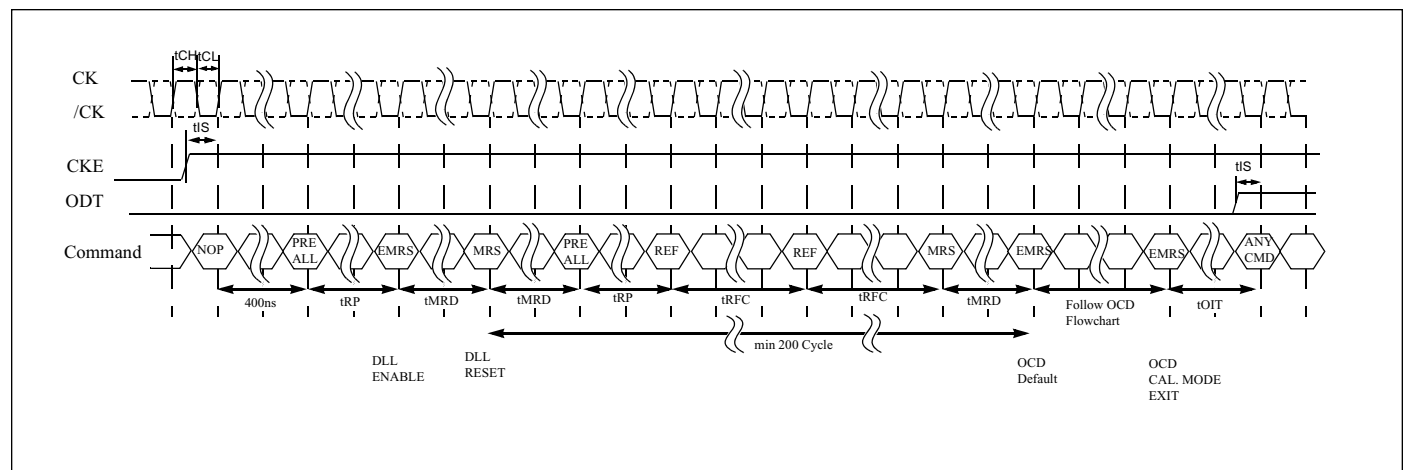 tCH tCL
CK
/CK
tIS
CKE
tIS
ODT
Command
NOP
PRE
ALL
EMRS
MRS
PRE
ALL
REF
REF
MRS
EMRS
EMRS
ANY
CMD
400ns
tRP
tMRD
tMRD
tRP
tRFC
tRFC
tMRD
Follow OCD
Flowchart
tOIT
min 200 Cycle
DLL
ENABLE
DLL
RESET
OCD
Default
OCD
CAL. MODE
EXIT